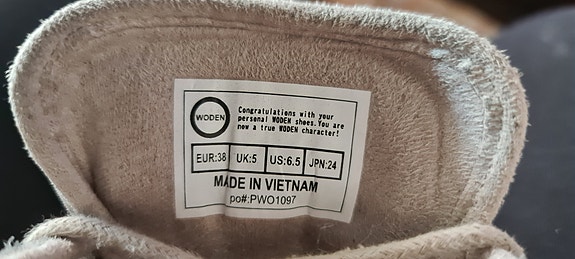 WODEN
Congratulations with your
personal WODEN shoes.You are
now a true WODEN character!
EUR:38 UK:5 US:6.5 JPN:24
MADE IN VIETNAM
po#:PWO1097